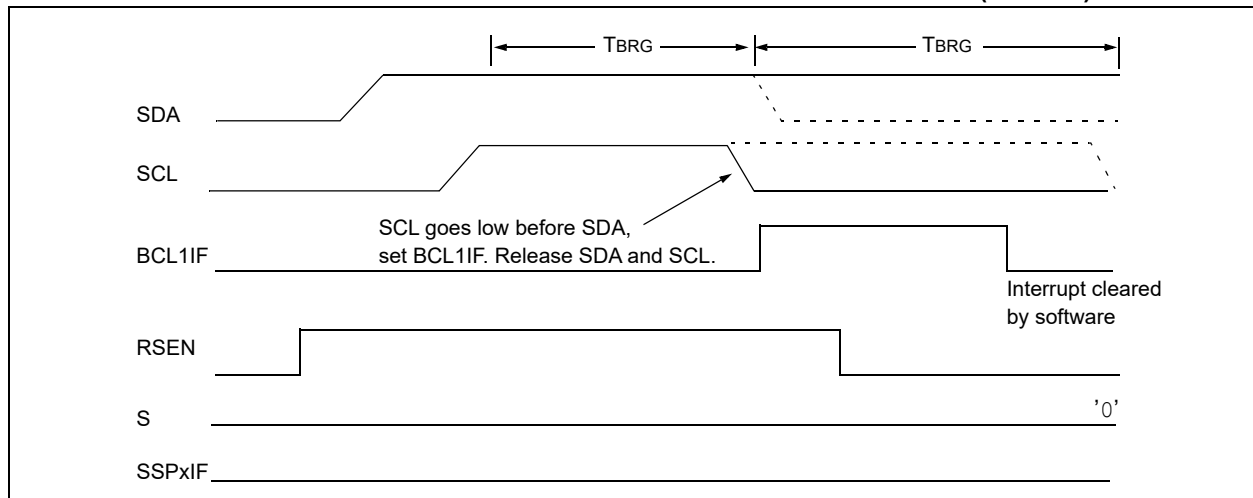 TBRG TBRG
SDA
SCL
SCL goes low before SDA,
set BCL1IF. Release SDA and SCL.
BCL1IF
Interrupt cleared
by software
RSEN
S '0'
SSPxIF